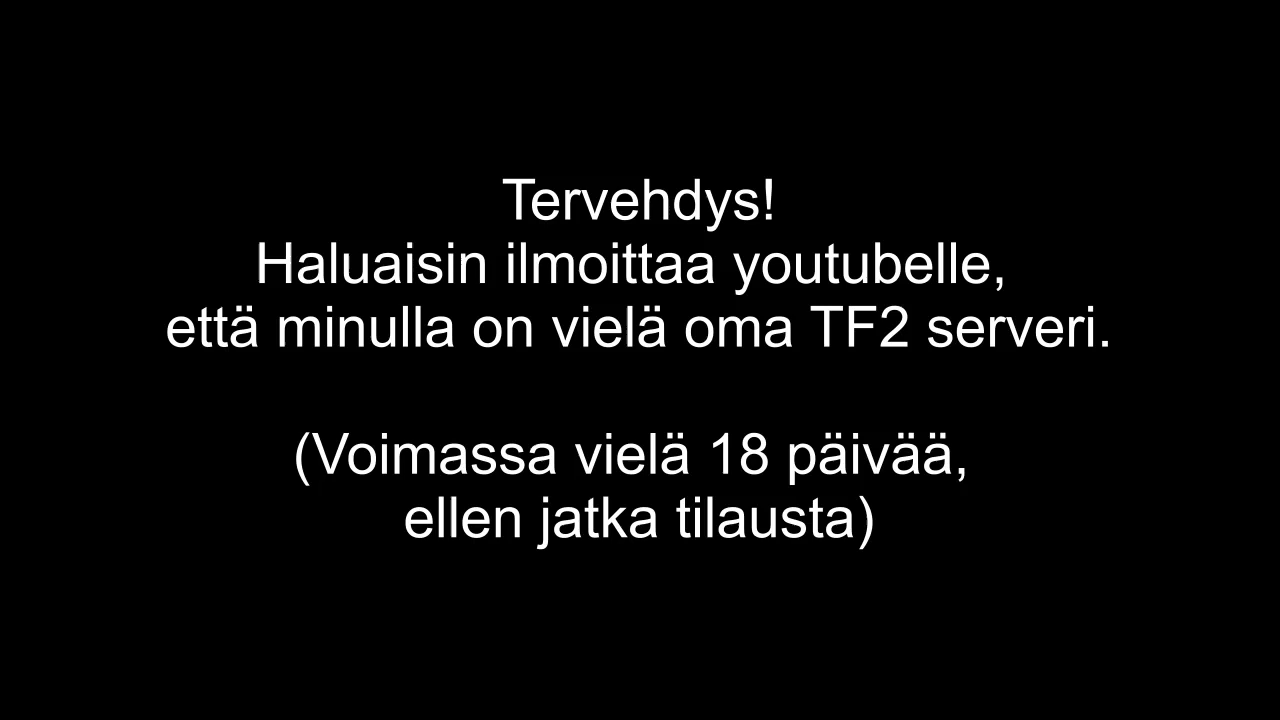 Tervehdys!
Haluaisin ilmoittaa youtubelle,
että minulla on vielä oma TF2 serveri.
(Voimassa vielä 18 päivää,
ellen jatka tilausta)